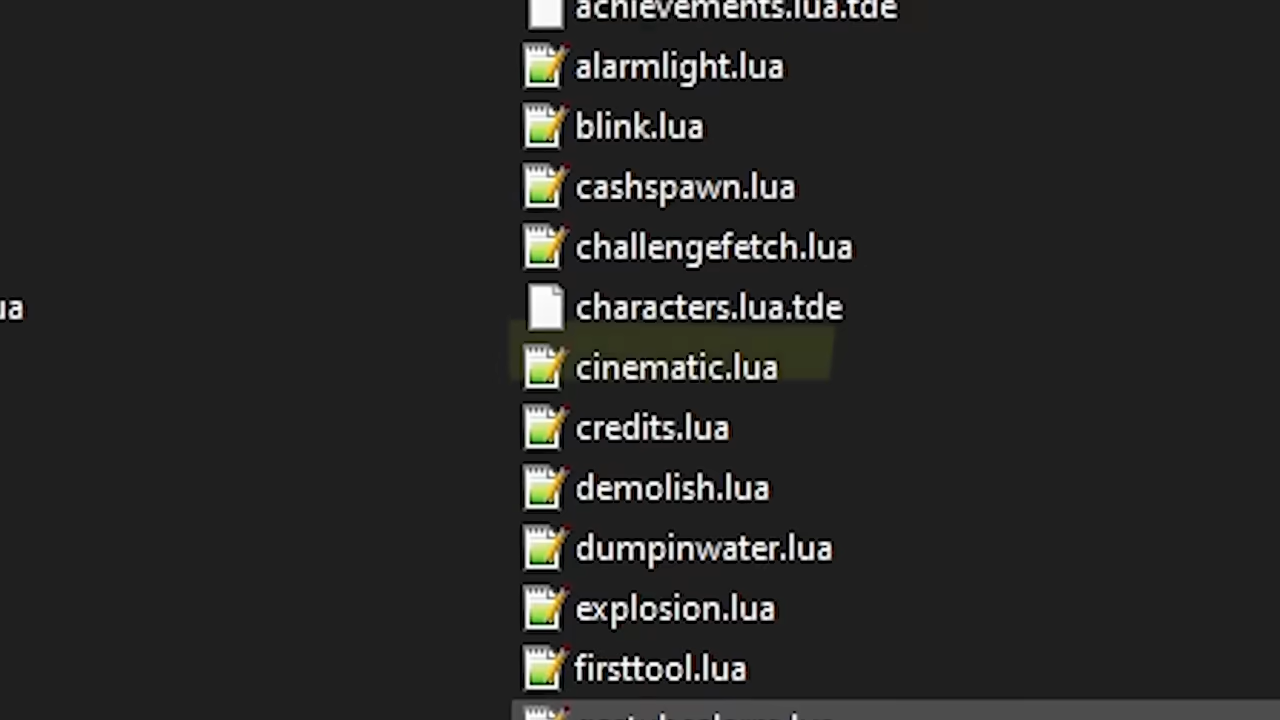 achievements.lua.tde
alarmlight.lua
blink.lua
cashspawn.lua
challengefetch.lua
ua
characters.lua.tde
cinematic.lua
credits.lua
demolish.lua
dumpinwater.lua
explosion.lua
firsttool.lua